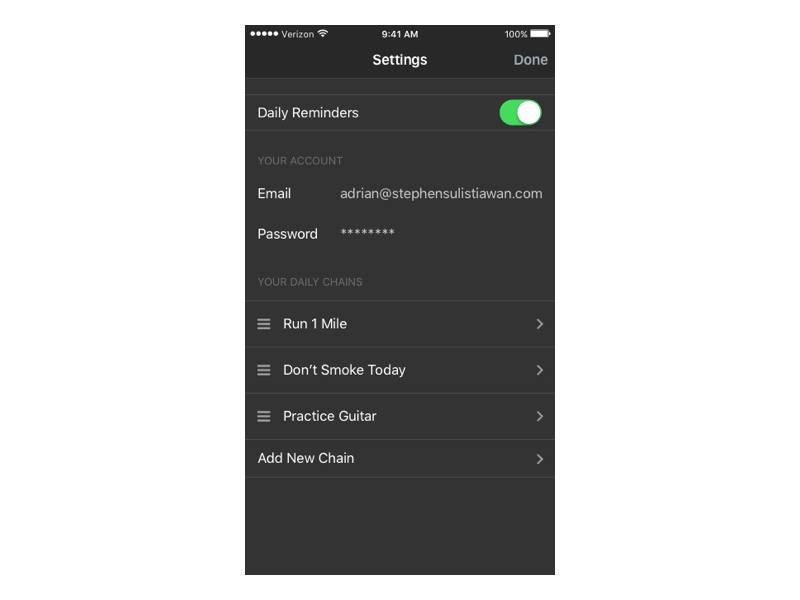 Verizon 9:41 AM 100%
Settings Done
Daily Reminders
YOUR ACCOUNT
Email adrian@stephensulistiawan.com
Password ********
YOUR DAILY CHAINS
Run 1 Mile
Don’t Smoke Today
Practice Guitar
Add New Chain